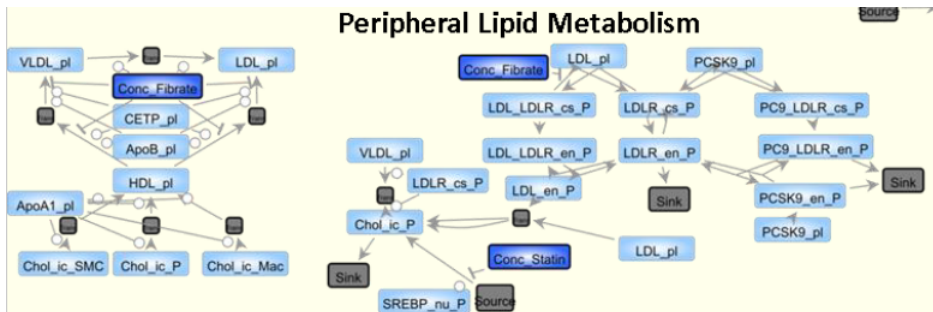 Peripheral Lipid Metabolism
Source
VLDL_pl
LDL_pl
Conc_Fibrate
CETP_pl
ApoB_pl
HDL_pl
ApoA1_pl
Chol_ic_SMC
Chol_ic_P
Chol_ic_Mac
Conc_Fibrate
LDL_pl
PCSK9_pl
LDL_LDLR_cs_P
LDLR_cs_P
PC9_LDLR_cs_P
VLDL_pl
LDL_LDLR_en_P
LDLR_en_P
PC9_LDLR_en_P
LDLR_cs_P
LDL_en_P
Sink
PCSK9_en_P
Sink
Chol_ic_P
PCSK9_pl
LDL_pl
Sink
Conc_Statin
SREBP_nu_P
Source